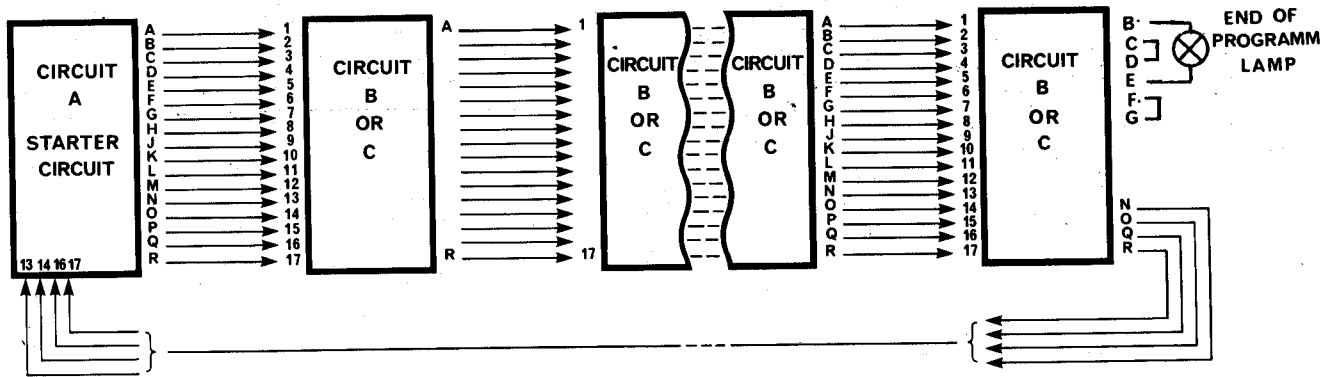 CIRCUIT
A
STARTER
CIRCUIT
13 14 16 17
A
B
C
D
E
F
G
H
J
K
L
M
N
O
P
Q
R
1
2
3
4
5
6
7
8
9
10
11
12
13
14
15
16
17
CIRCUIT
B
OR
C
A
R
1
17
CIRCUIT
B
OR
C
CIRCUIT
B
OR
C
A
B
C
D
E
F
G
H
J
K
L
M
N
O
P
Q
R
1
2
3
4
5
6
7
8
9
10
11
12
13
14
15
16
17
CIRCUIT
B
OR
C
B
C
D
E
F
G
END OF
PROGRAMM
LAMP
N
O
Q
R